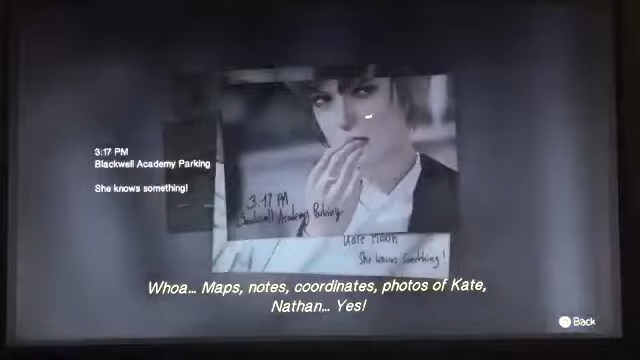 3:17 PM
Blackwell Academy Parking
She knows something!
3:17 PM
Blackwell Academy Parking
Kate Marsh
She knows something!
Whoa... Maps, notes, coordinates, photos of Kate,
Nathan... Yes!
Back